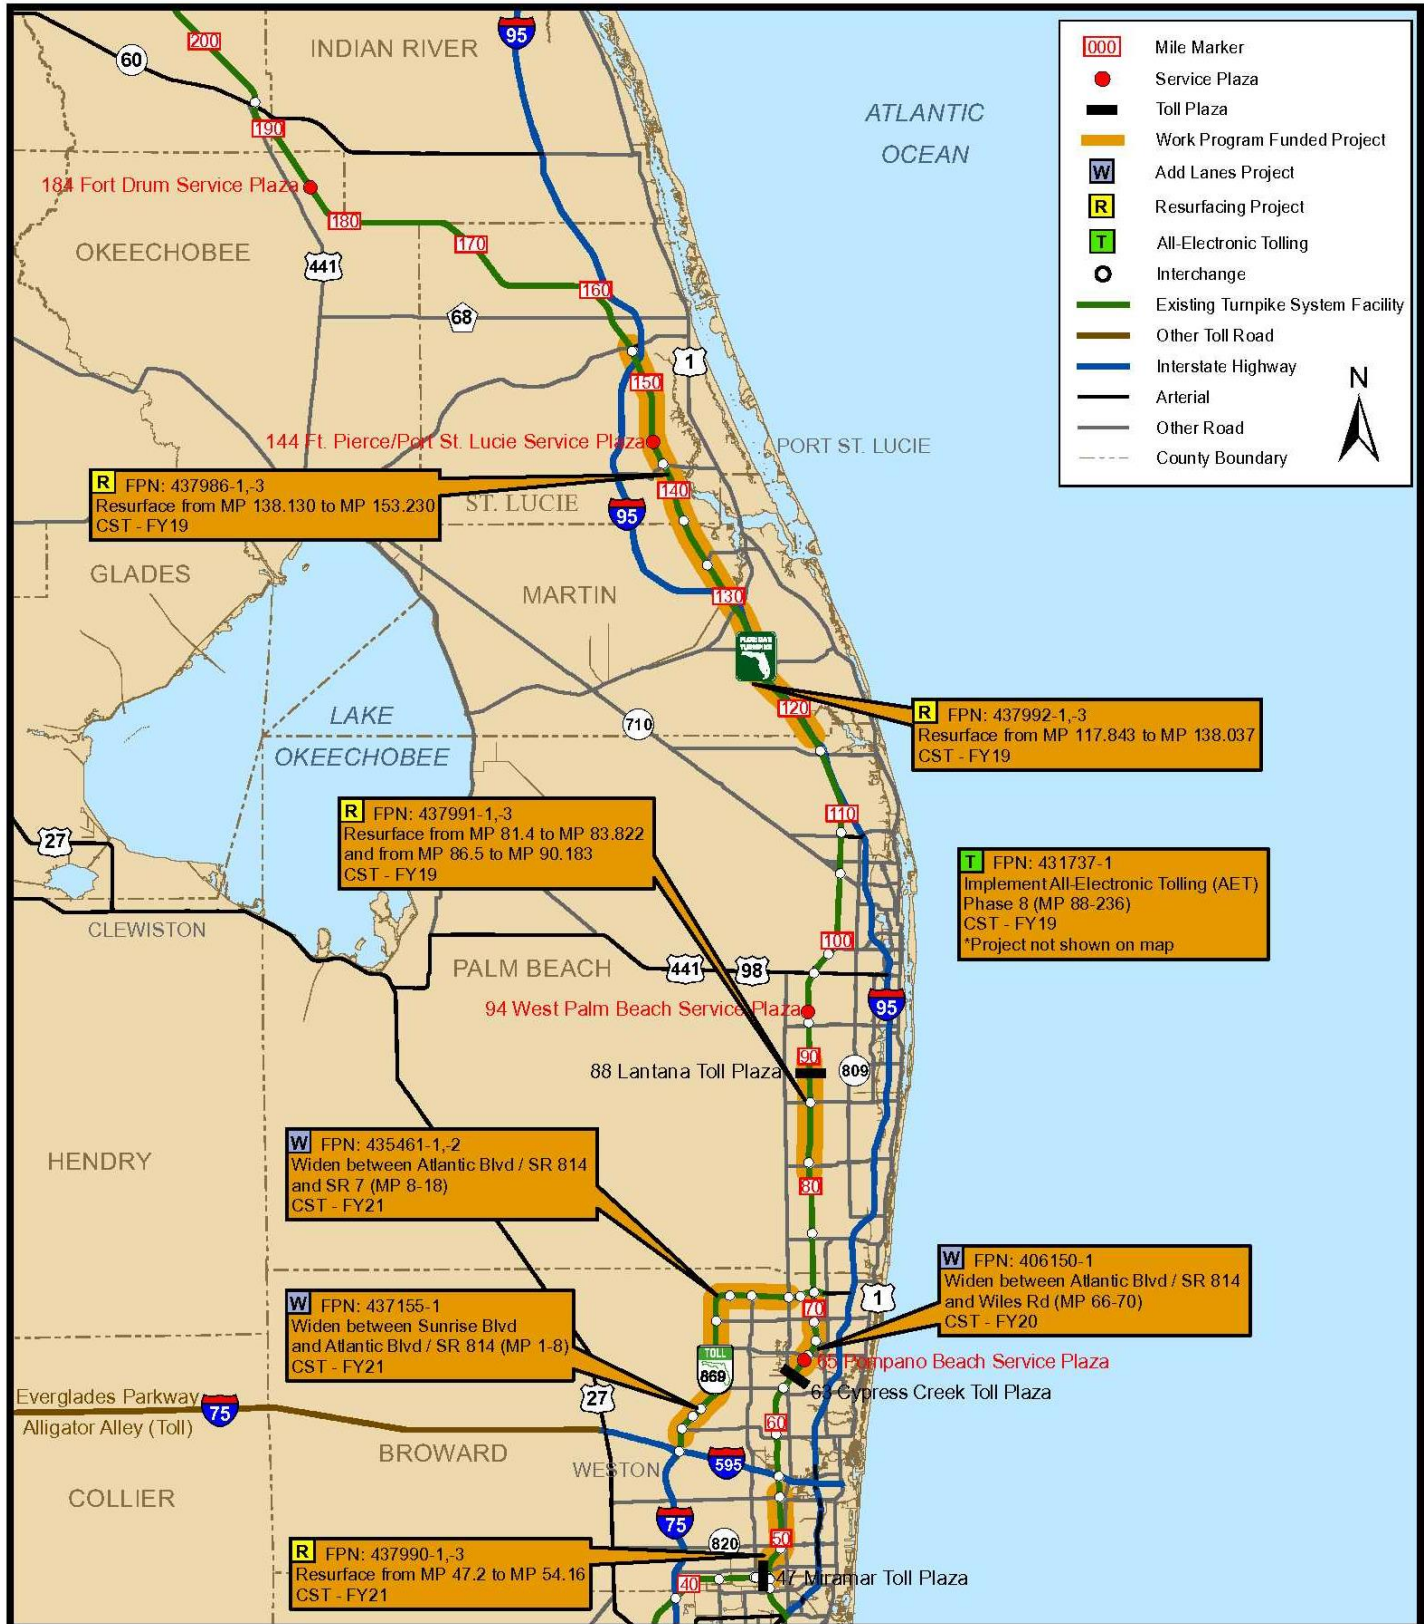 200
60
INDIAN RIVER
95
190
184 Fort Drum Service Plaza
180
OKEECHOBEE
441
170
160
68
1
150
144 Ft. Pierce/Port St. Lucie Service Plaza
PORT ST. LUCIE
ATLANTIC
OCEAN
000 Mile Marker
Service Plaza
Toll Plaza
Work Program Funded Project
W Add Lanes Project
R Resurfacing Project
T All-Electronic Tolling
Interchange
Existing Turnpike System Facility
Other Toll Road
Interstate Highway
Arterial
Other Road
County Boundary
N
R FPN: 437986-1,-3
Resurface from MP 138.130 to MP 153.230
CST - FY19
140
ST. LUCIE
95
GLADES
MARTIN
130
FLORIDA'S
TURNPIKE
LAKE
OKEECHOBEE
710
120
R FPN: 437992-1,-3
Resurface from MP 117.843 to MP 138.037
CST - FY19
R FPN: 437991-1,-3
Resurface from MP 81.4 to MP 83.822
and from MP 86.5 to MP 90.183
CST - FY19
110
27
T FPN: 431737-1
Implement All-Electronic Tolling (AET)
Phase 8 (MP 88-236)
CST - FY19
*Project not shown on map
CLEWISTON
100
PALM BEACH
441
98
94 West Palm Beach Service Plaza
95
90
88 Lantana Toll Plaza
809
HENDRY
W FPN: 435461-1,-2
Widen between Atlantic Blvd / SR 814
and SR 7 (MP 8-18)
CST - FY21
80
W FPN: 406150-1
Widen between Atlantic Blvd / SR 814
and Wiles Rd (MP 66-70)
CST - FY20
W FPN: 437155-1
Widen between Sunrise Blvd
and Atlantic Blvd / SR 814 (MP 1-8)
CST - FY21
70
1
TOLL
869
65 Pompano Beach Service Plaza
63 Cypress Creek Toll Plaza
Everglades Parkway
75
Alligator Alley (Toll)
27
60
BROWARD
WESTON
595
COLLIER
75
820
50
R FPN: 437990-1,-3
Resurface from MP 47.2 to MP 54.16
CST - FY21
40
47 Miramar Toll Plaza